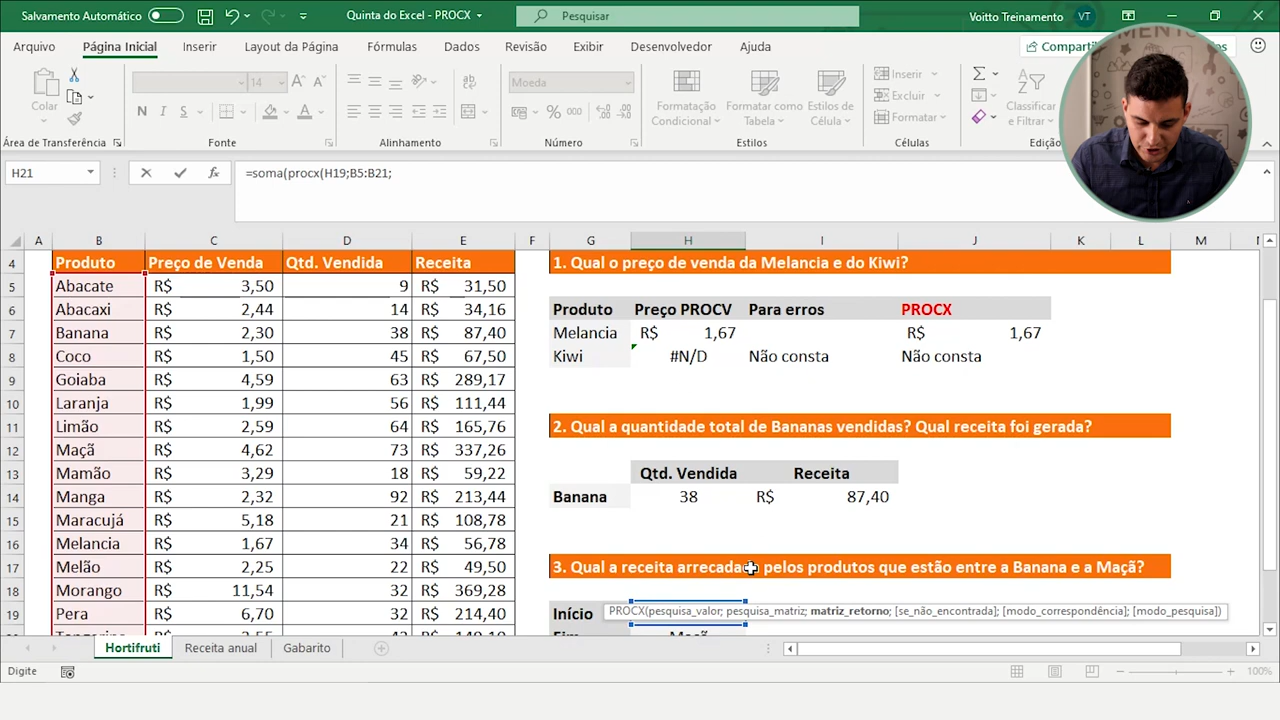 Salvamento Automático Quinta do Excel - PROCX Pesquisar Voitto Treinamento VT
Arquivo Página Inicial Inserir Layout da Página Fórmulas Dados Revisão Exibir Desenvolvedor Ajuda
Colar 14 N I S Moeda % 000 Formatação Condicional Formatar como Tabela Estilos de Célula Inserir Excluir Formatar Classificar e Filtrar
Área de Transferência Fonte Alinhamento Número Estilos Células Edição
H21 fx =soma(procx(H19;B5:B21;
A B C D E F G H I J K L M
4 Produto Preço de Venda Qtd. Vendida Receita 1. Qual o preço de venda da Melancia e do Kiwi?
5 Abacate R$ 3,50 9 R$ 31,50
6 Abacaxi R$ 2,44 14 R$ 34,16 Produto Preço PROCV Para erros PROCX
7 Banana R$ 2,30 38 R$ 87,40 Melancia R$ 1,67 R$ 1,67
8 Coco R$ 1,50 45 R$ 67,50 Kiwi #N/D Não consta Não consta
9 Goiaba R$ 4,59 63 R$ 289,17
10 Laranja R$ 1,99 56 R$ 111,44
11 Limão R$ 2,59 64 R$ 165,76 2. Qual a quantidade total de Bananas vendidas? Qual receita foi gerada?
12 Maçã R$ 4,62 73 R$ 337,26
13 Mamão R$ 3,29 18 R$ 59,22 Qtd. Vendida Receita
14 Manga R$ 2,32 92 R$ 213,44 Banana 38 R$ 87,40
15 Maracujá R$ 5,18 21 R$ 108,78
16 Melancia R$ 1,67 34 R$ 56,78
17 Melão R$ 2,25 22 R$ 49,50 3. Qual a receita arrecadada pelos produtos que estão entre a Banana e a Maçã?
18 Morango R$ 11,54 32 R$ 369,28
19 Pera R$ 6,70 32 R$ 214,40 Início PROCX(pesquisa_valor; pesquisa_matriz; matriz_retorno; [se_não_encontrada]; [modo_correspondência]; [modo_pesquisa])
Hortifruti Receita anual Gabarito
Digite 100%